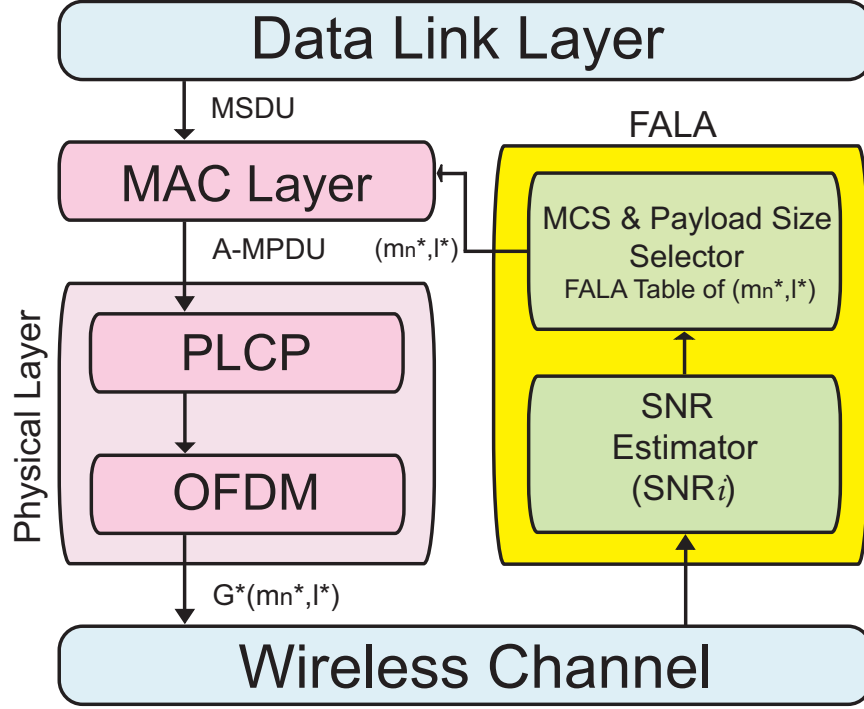 Data Link Layer
MSDU
FALA
MAC Layer
MCS & Payload Size
Selector
FALA Table of (mn*,l*)
A-MPDU
(mn*,l*)
Physical Layer
PLCP
SNR
Estimator
(SNRi)
OFDM
G*(mn*,l*)
Wireless Channel